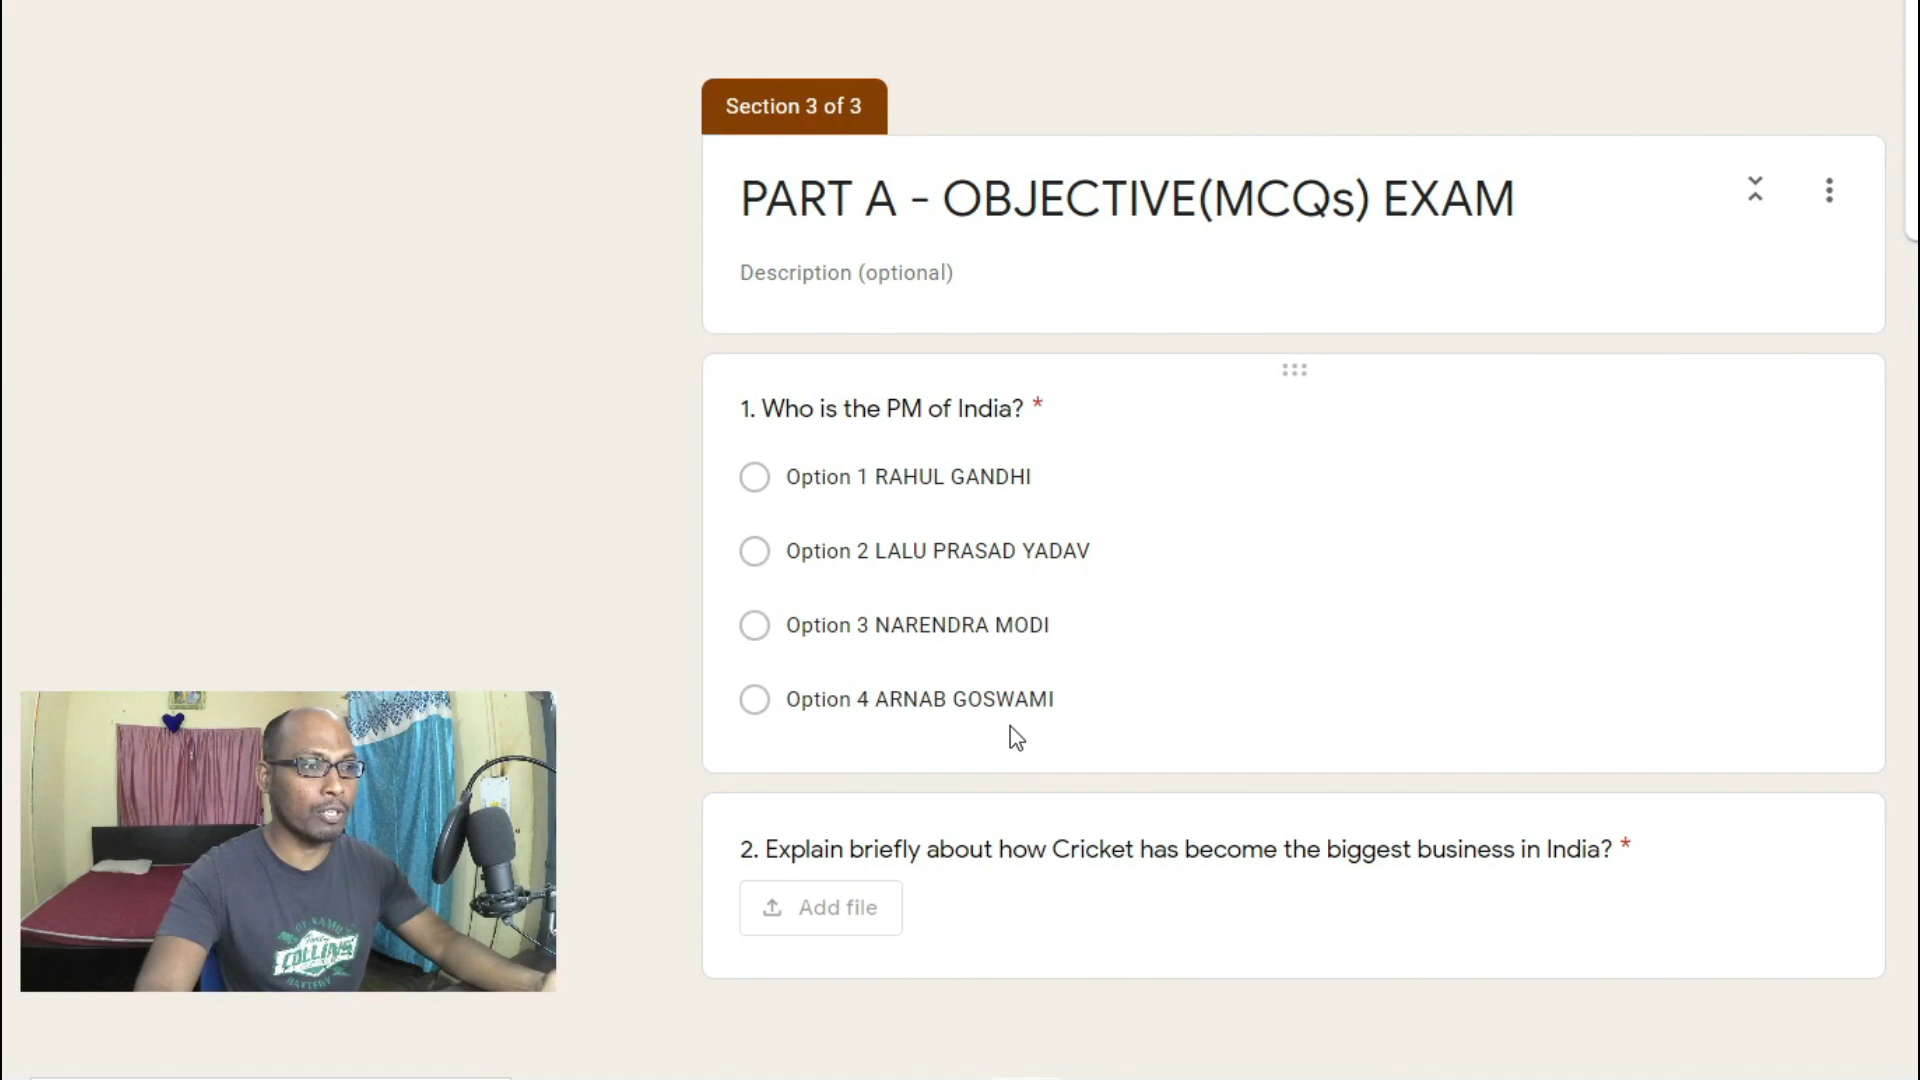 Section 3 of 3
PART A - OBJECTIVE(MCQs) EXAM
Description (optional)
1. Who is the PM of India? *
Option 1 RAHUL GANDHI
Option 2 LALU PRASAD YADAV
Option 3 NARENDRA MODI
Option 4 ARNAB GOSWAMI
2. Explain briefly about how Cricket has become the biggest business in India? *
Add file
COLLINS
BATTERY